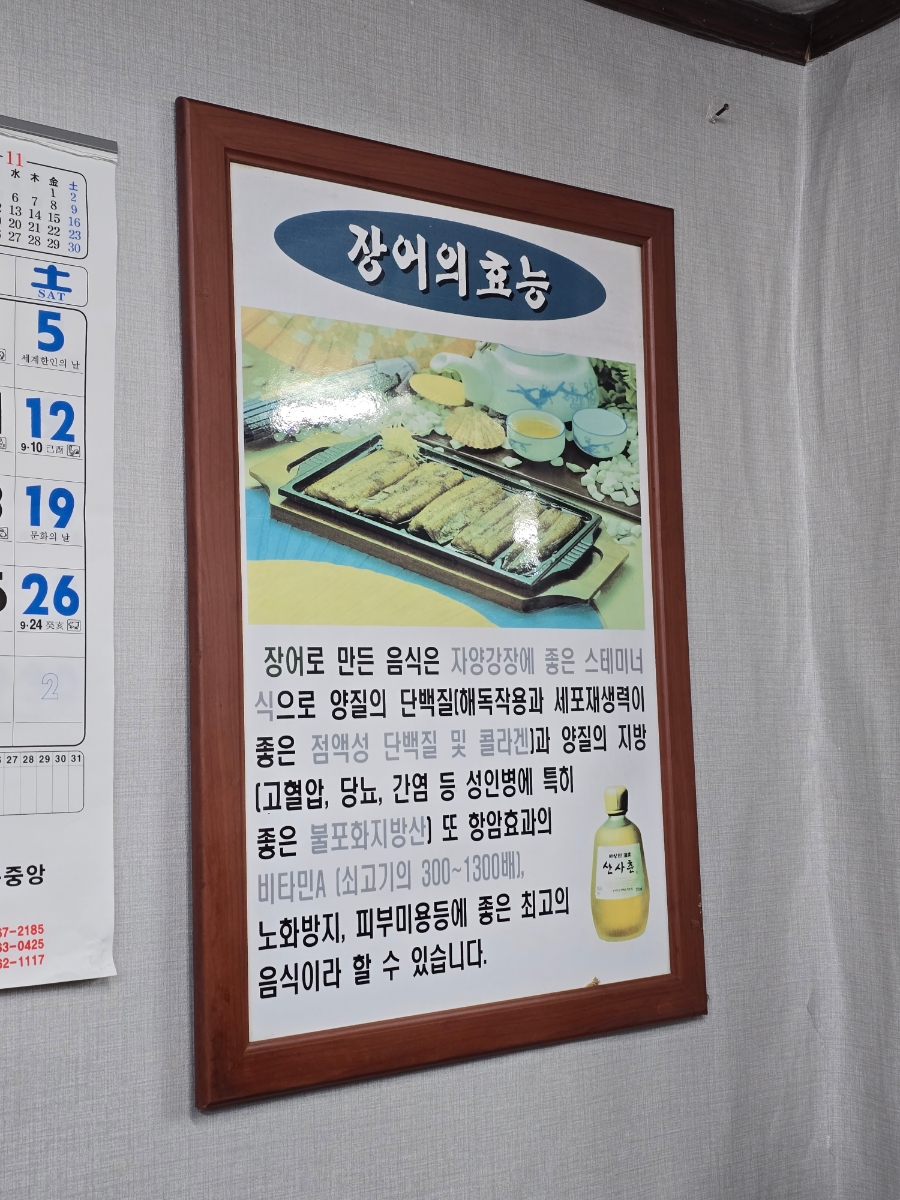 장어의 효능
장어로 만든 음식은 자양강장에 좋은 스테미너
식으로 양질의 단백질(해독작용과 세포재생력이
좋은 점액성 단백질 및 콜라겐)과 양질의 지방
(고혈압, 당뇨, 간염 등 성인병에 특히
좋은 불포화지방산) 또 항암효과의
비타민A (쇠고기의 300~1300배),
노화방지, 피부미용등에 좋은 최고의
음식이라 할 수 있습니다.
산사춘
11
水 木 金 土
1 2
6 7 8 9
13 14 15 16
20 21 22 23
27 28 29 30
土
SAT
5
세계한인의 날
12
9·10 己酉
19
문화의 날
26
9·24 癸亥
2
27 28 29 30 31
중앙
7-2185
3-0425
2-1117